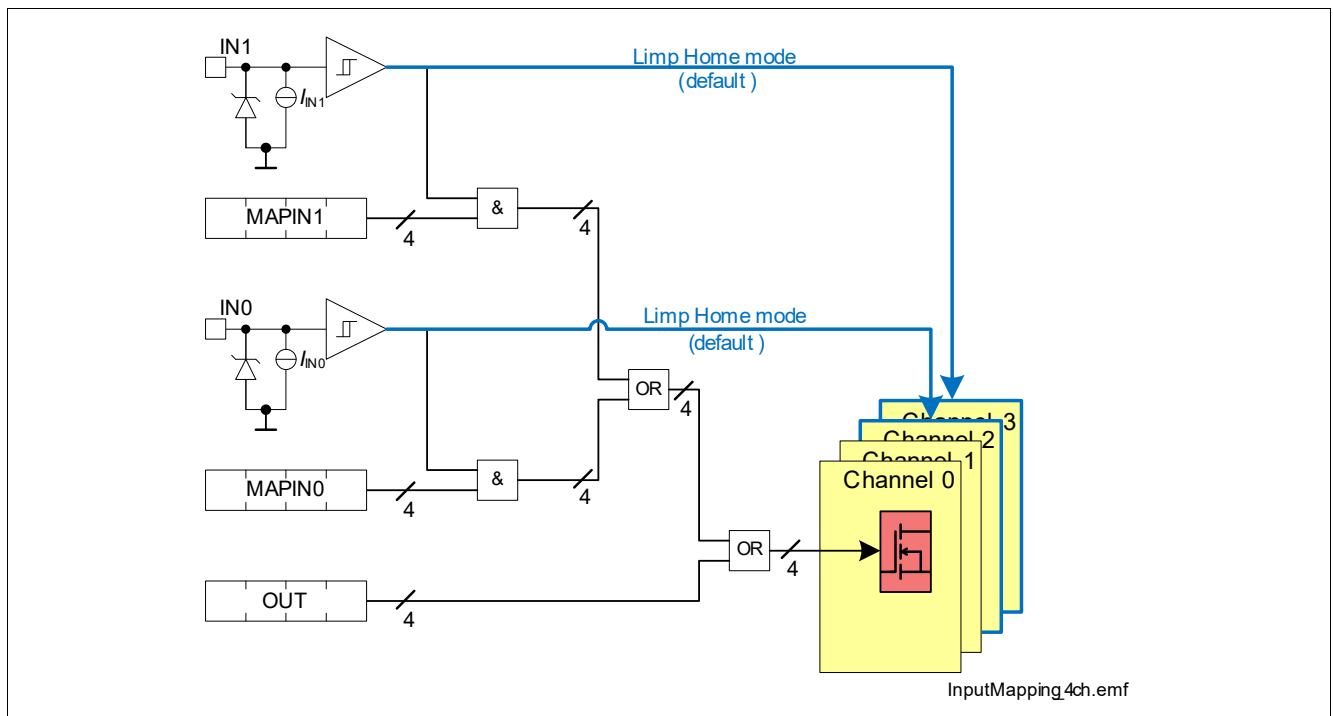 IN1
Limp Home mode
(default )
IIN1
MAPIN1
&
4
4
IN0
Limp Home mode
(default )
IIN0
OR
4
Channel 3
Channel 2
Channel 1
Channel 0
MAPIN0
&
4
4
OR
4
OUT
4
InputMapping_4ch.emf